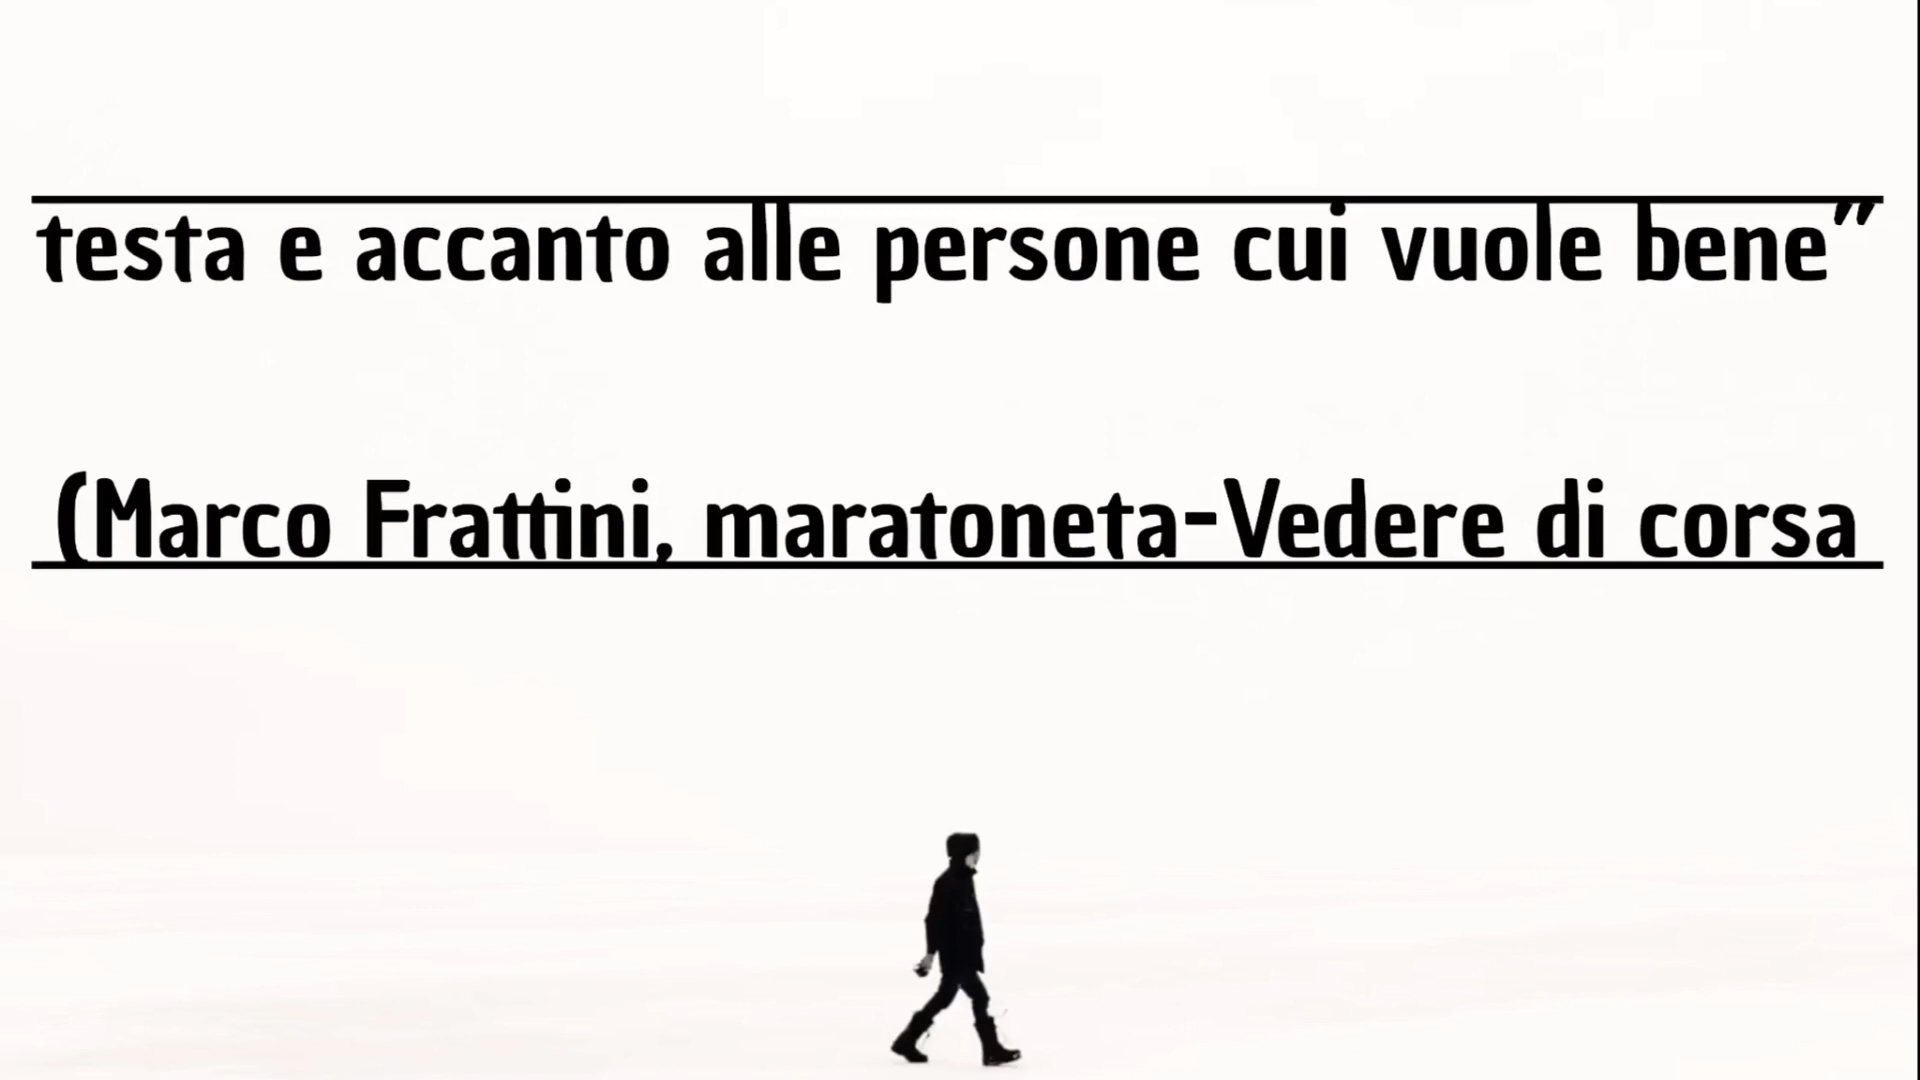 testa e accanto alle persone cui vuole bene”
(Marco Frattini, maratoneta-Vedere di corsa